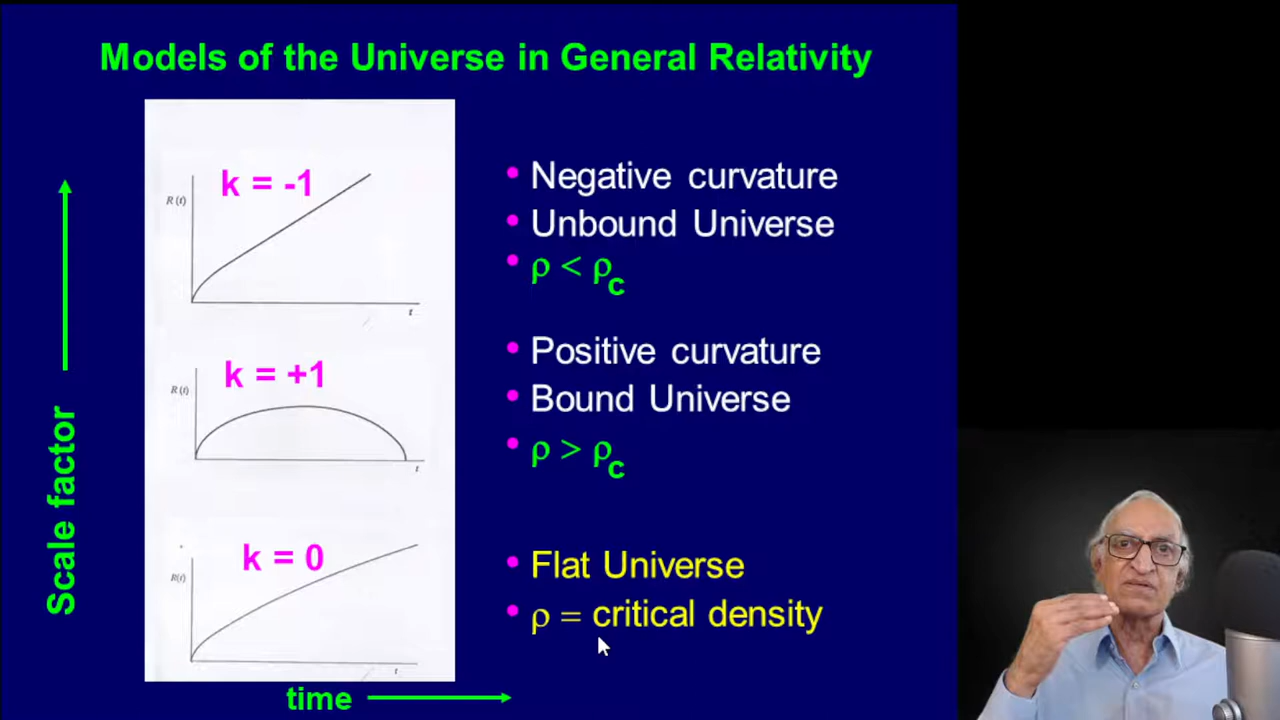 Models of the Universe in General Relativity
Scale factor
R (t)
k = -1
t
• Negative curvature
• Unbound Universe
• ρ < ρc
R (t)
k = +1
t
• Positive curvature
• Bound Universe
• ρ > ρc
R(t)
k = 0
t
• Flat Universe
• ρ = critical density
time